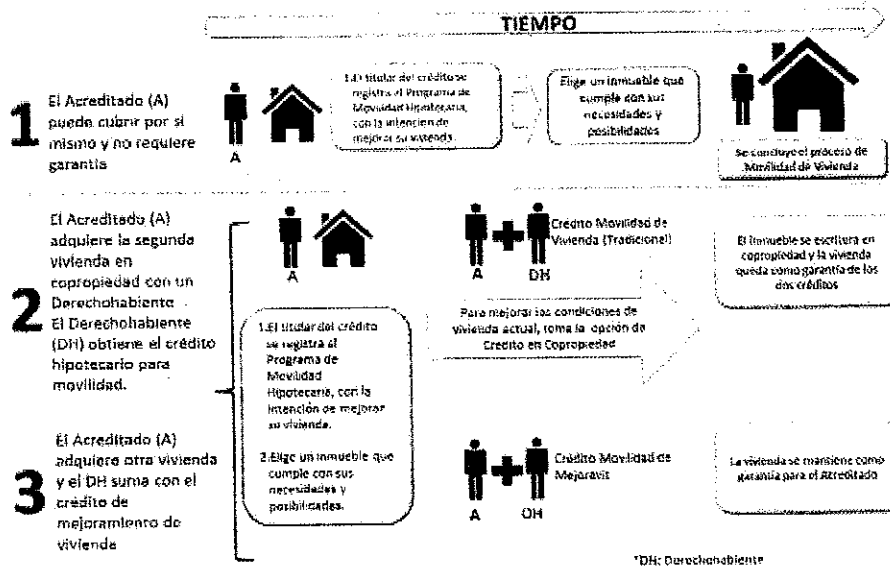 TIEMPO
1
El Acreditado (A)
puede cubrir por si
mismo y no requiere
garantía
A
1.El titular del crédito se
registra al Programa de
Movilidad Hipotecaria,
con la intención de
mejorar su vivienda.
Elige un inmueble que
cumple con sus
necesidades y
posibilidades
Se concluye el proceso de
Movilidad de Vivienda
2
El Acreditado (A)
adquiere la segunda
vivienda en
copropiedad con un
Derechohabiente
El Derechohabiente
(DH) obtiene el crédito
hipotecario para
movilidad.
A
A
DH
Crédito Movilidad de
Vivienda (Tradicional)
El inmueble se escritura en
copropiedad y la vivienda
queda como garantía de los
dos créditos
1.El titular del crédito
se registra al
Programa de
Movilidad
Hipotecaria, con la
intención de mejorar
su vivienda.
2.Elige un inmueble que
cumple con sus
necesidades y
posibilidades.
Para mejorar las condiciones de
vivienda actual, toma la opción de
Credito en Copropiedad
3
El Acreditado (A)
adquiere otra vivienda
y el DH suma con el
crédito de
mejoramiento de
vivienda
A
DH
Crédito Movilidad de
Mejoravit
La vivienda se mantiene como
garantía para el Acreditado
*DH: Derechohabiente